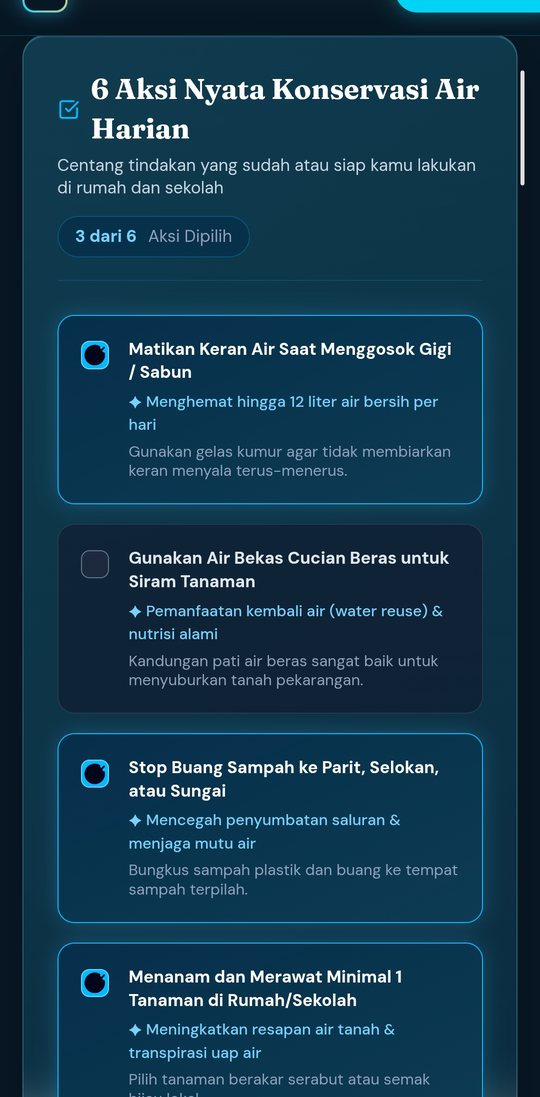 6 Aksi Nyata Konservasi Air
Harian
Centang tindakan yang sudah atau siap kamu lakukan
di rumah dan sekolah
3 dari 6 Aksi Dipilih
Matikan Keran Air Saat Menggosok Gigi
/ Sabun
✦ Menghemat hingga 12 liter air bersih per
hari
Gunakan gelas kumur agar tidak membiarkan
keran menyala terus-menerus.
Gunakan Air Bekas Cucian Beras untuk
Siram Tanaman
✦ Pemanfaatan kembali air (water reuse) &
nutrisi alami
Kandungan pati air beras sangat baik untuk
menyuburkan tanah pekarangan.
Stop Buang Sampah ke Parit, Selokan,
atau Sungai
✦ Mencegah penyumbatan saluran &
menjaga mutu air
Bungkus sampah plastik dan buang ke tempat
sampah terpilah.
Menanam dan Merawat Minimal 1
Tanaman di Rumah/Sekolah
✦ Meningkatkan resapan air tanah &
transpirasi uap air
Pilih tanaman berakar serabut atau semak